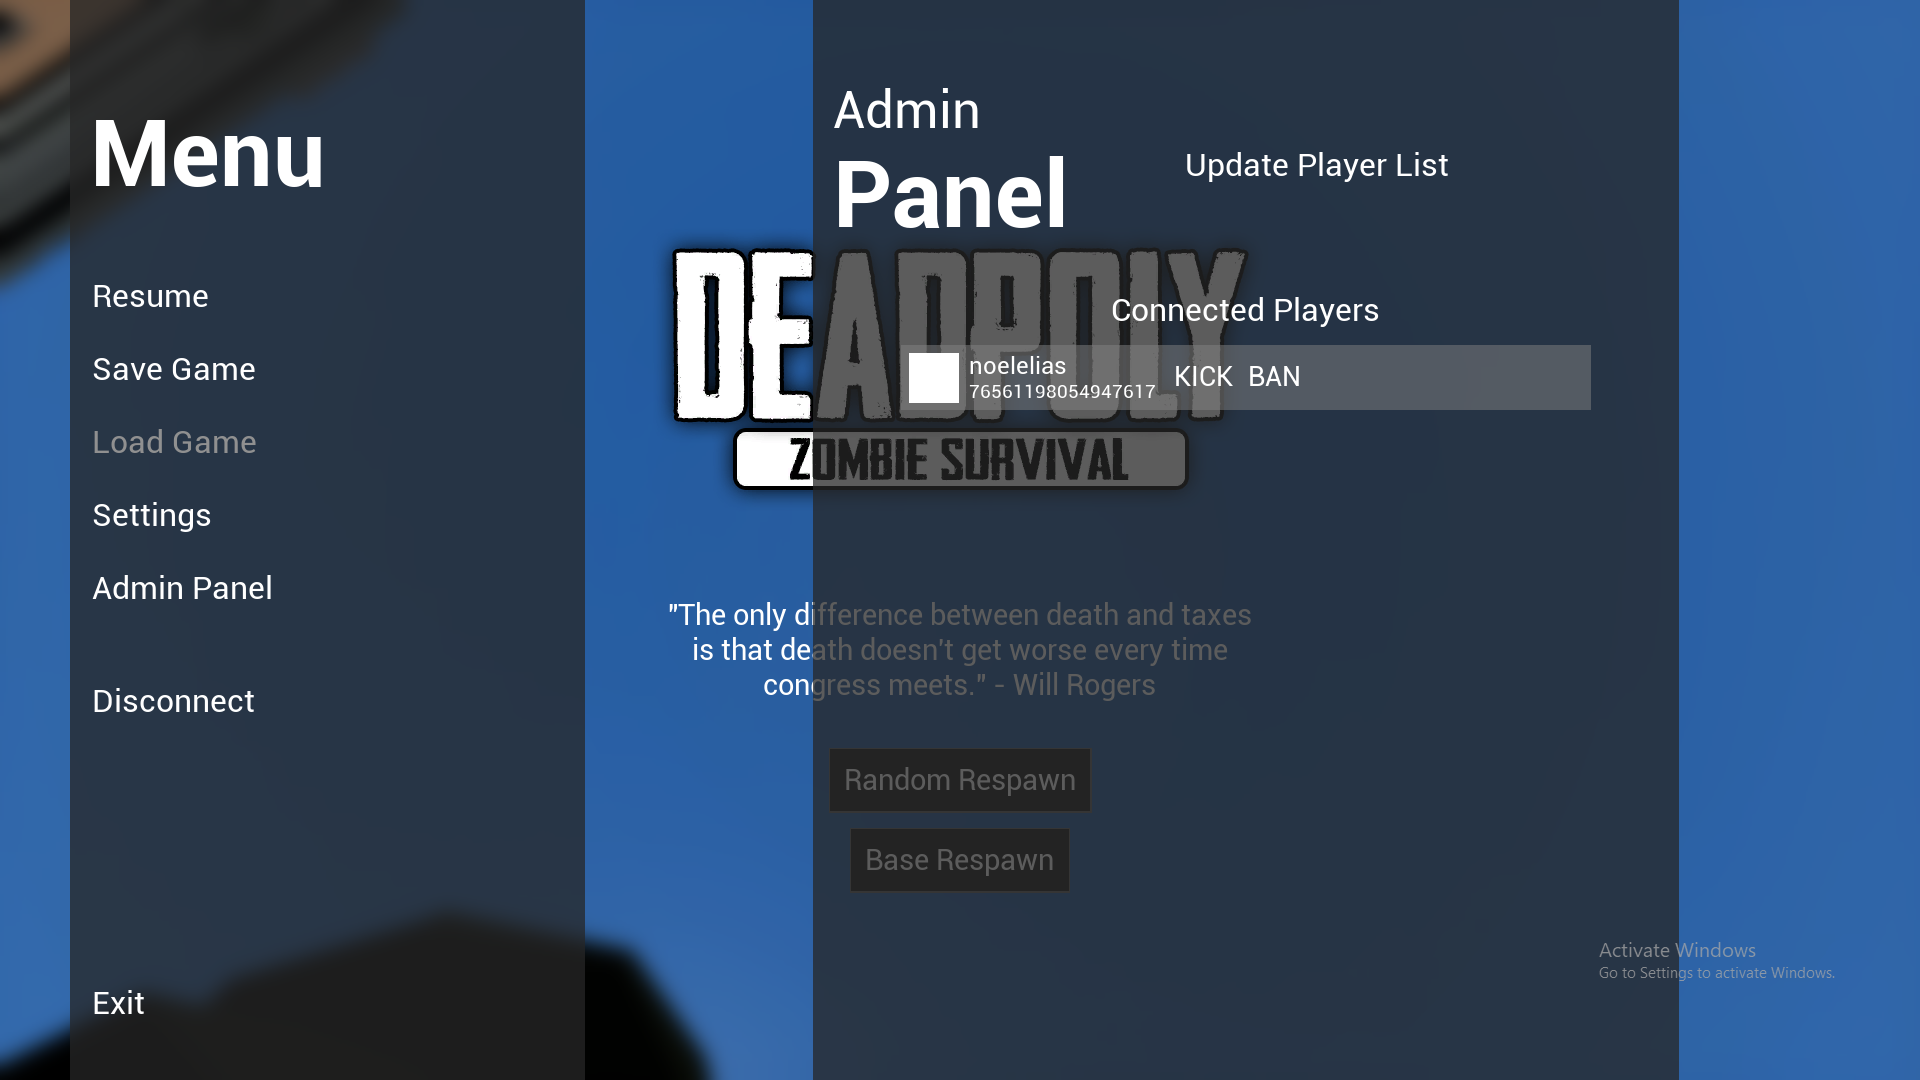 Menu
Resume
Save Game
Load Game
Settings
Admin Panel
Disconnect
Exit
Admin
Panel
Update Player List
DEADPOLY
ZOMBIE SURVIVAL
Connected Players
noelelias
76561198054947617
KICK BAN
"The only difference between death and taxes
is that death doesn't get worse every time
congress meets." - Will Rogers
Random Respawn
Base Respawn
Activate Windows
Go to Settings to activate Windows.